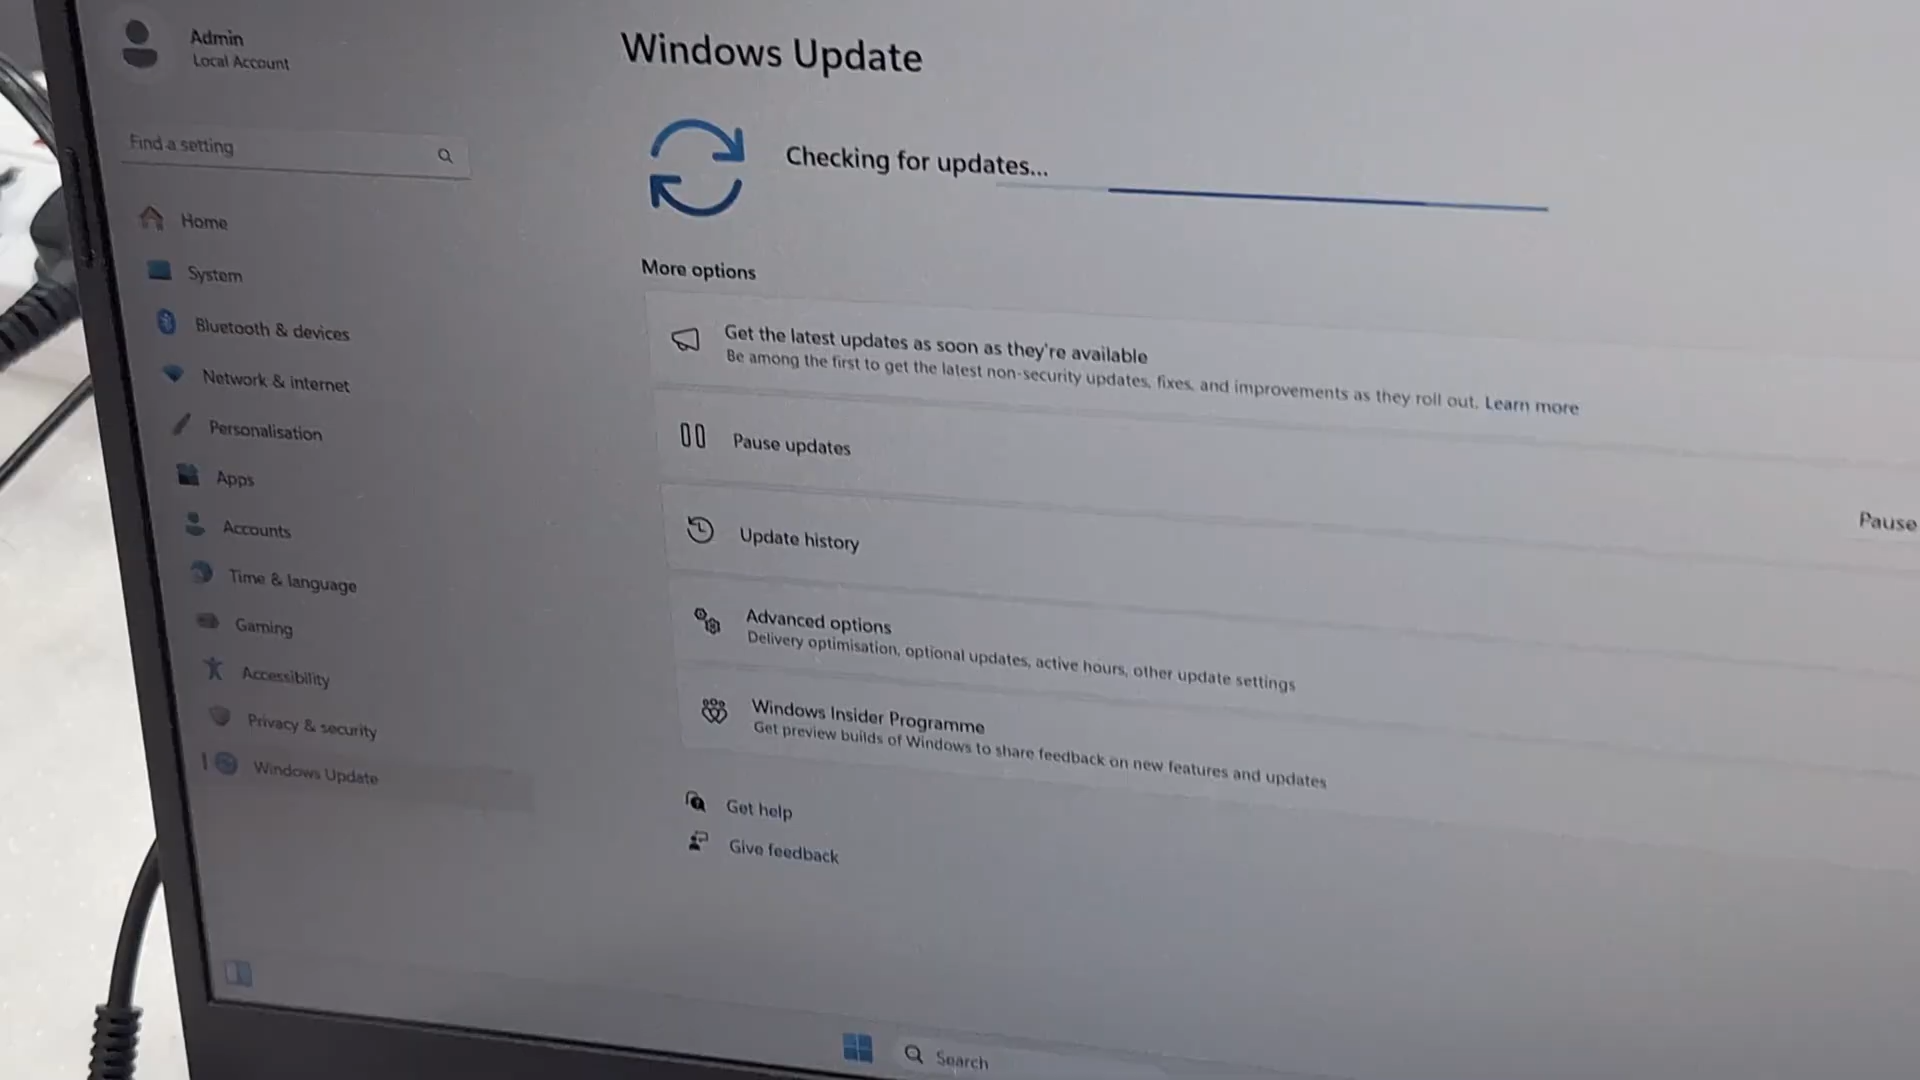 Admin
Local Account
Find a setting
Home
System
Bluetooth & devices
Network & internet
Personalisation
Apps
Accounts
Time & language
Gaming
Accessibility
Privacy & security
Windows Update
Windows Update
Checking for updates...
More options
Get the latest updates as soon as they're available
Be among the first to get the latest non-security updates, fixes, and improvements as they roll out. Learn more
Pause updates
Pause
Update history
Advanced options
Delivery optimisation, optional updates, active hours, other update settings
Windows Insider Programme
Get preview builds of Windows to share feedback on new features and updates
Get help
Give feedback
Search